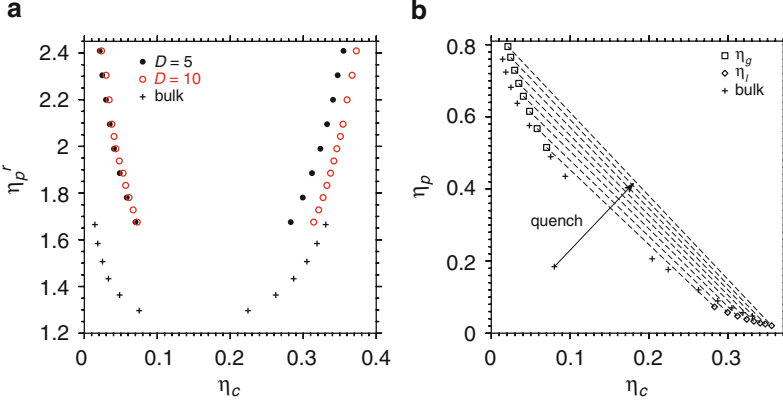 a
2.4
2.2
2
1.8
1.6
1.4
1.2
0
0.1
0.2
0.3
0.4
η_p^r
η_c
D = 5
D = 10
bulk
b
0.8
0.6
0.4
0.2
0
0
0.1
0.2
0.3
η_p
η_c
η_g
η_l
bulk
quench